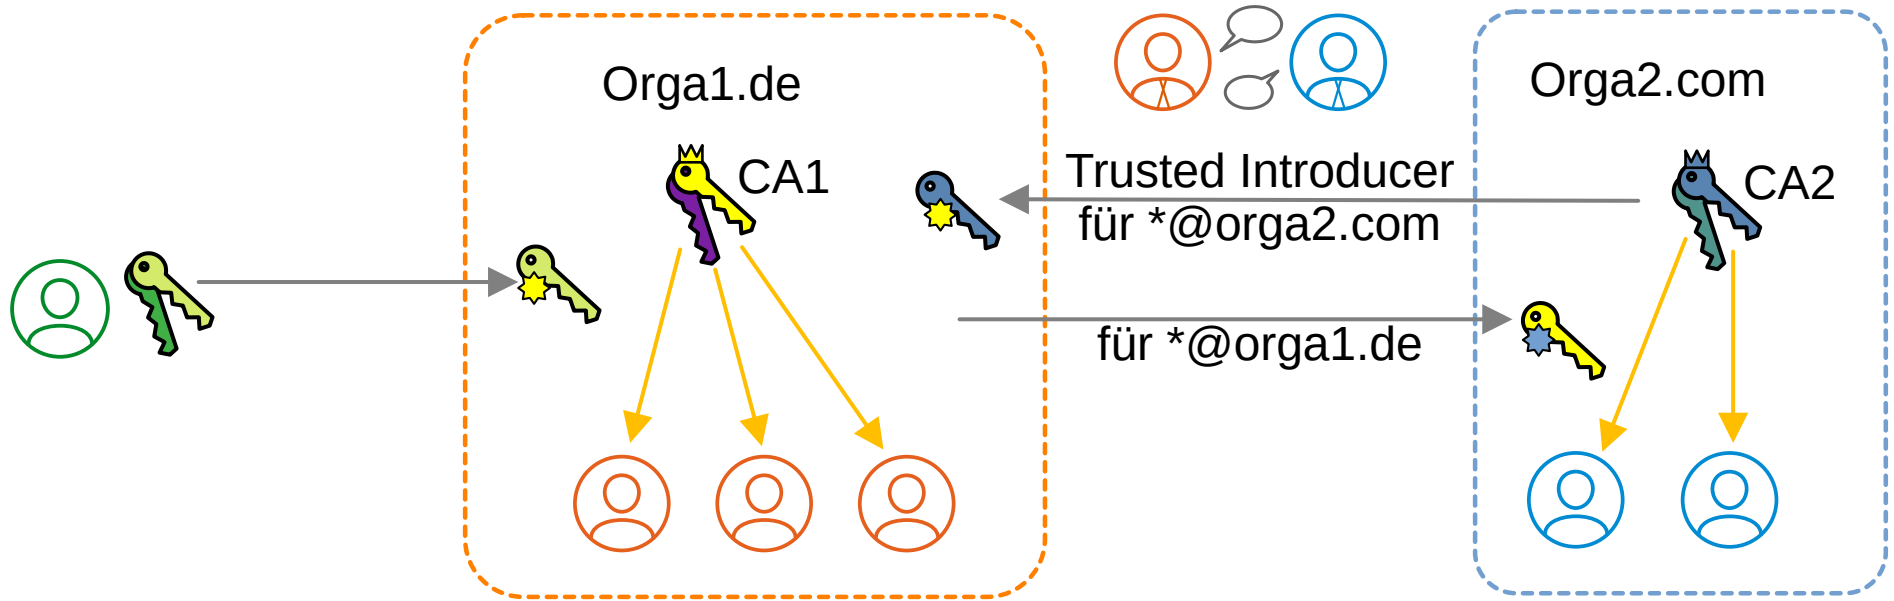 Orga1.de
CA1
Trusted Introducer
für *@orga2.com
für *@orga1.de
Orga2.com
CA2